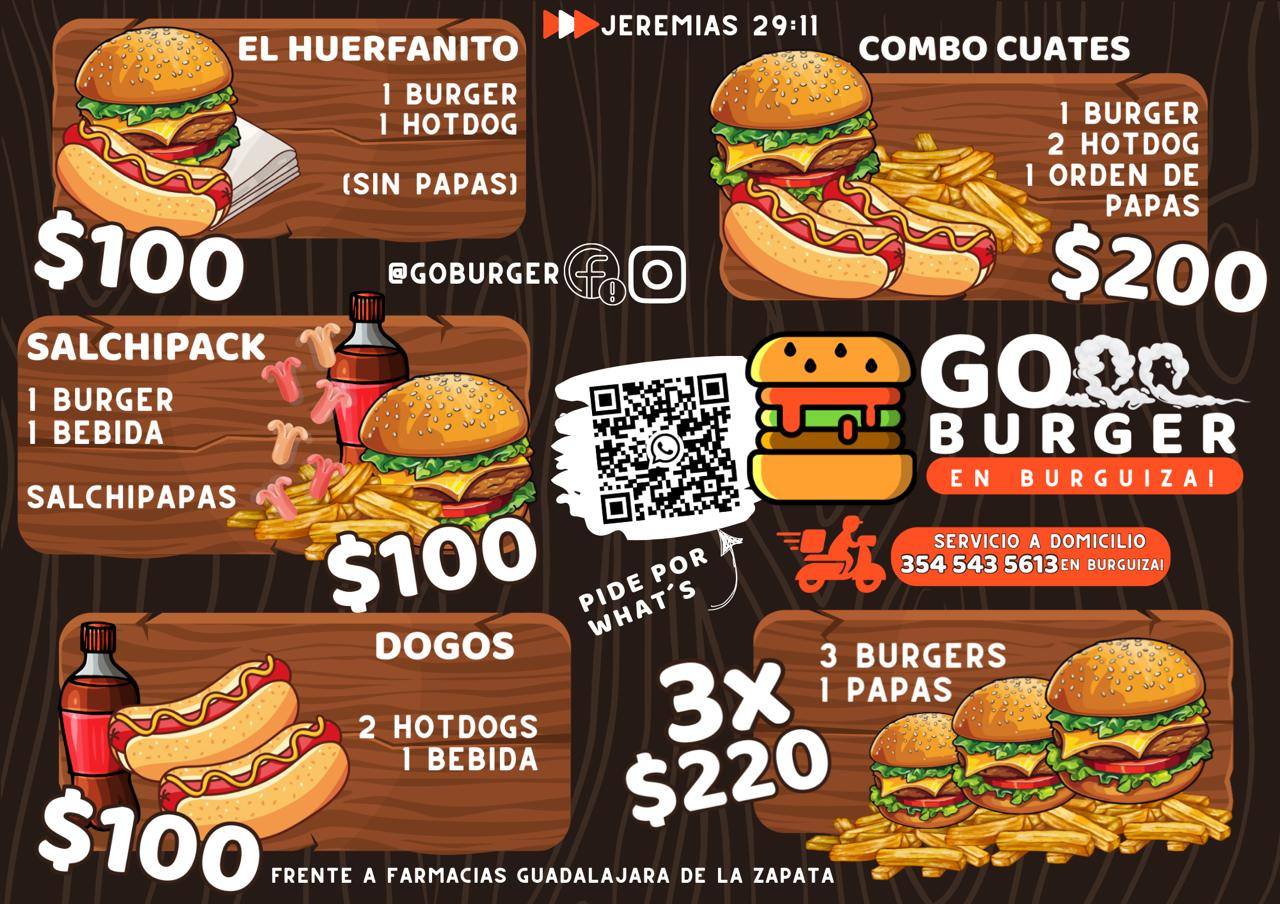 JEREMIAS 29:11
EL HUERFANITO
1 BURGER
1 HOTDOG
(SIN PAPAS)
$100
COMBO CUATES
1 BURGER
2 HOTDOG
1 ORDEN DE
PAPAS
$200
@GOBURGER
SALCHIPACK
1 BURGER
1 BEBIDA
SALCHIPAPAS
$100
PIDE POR
WHAT´S
GO
BURGER
EN BURGUIZA!
SERVICIO A DOMICILIO
354 543 5613 EN BURGUIZA!
DOGOS
2 HOTDOGS
1 BEBIDA
$100
3 BURGERS
1 PAPAS
3x
$220
FRENTE A FARMACIAS GUADALAJARA DE LA ZAPATA